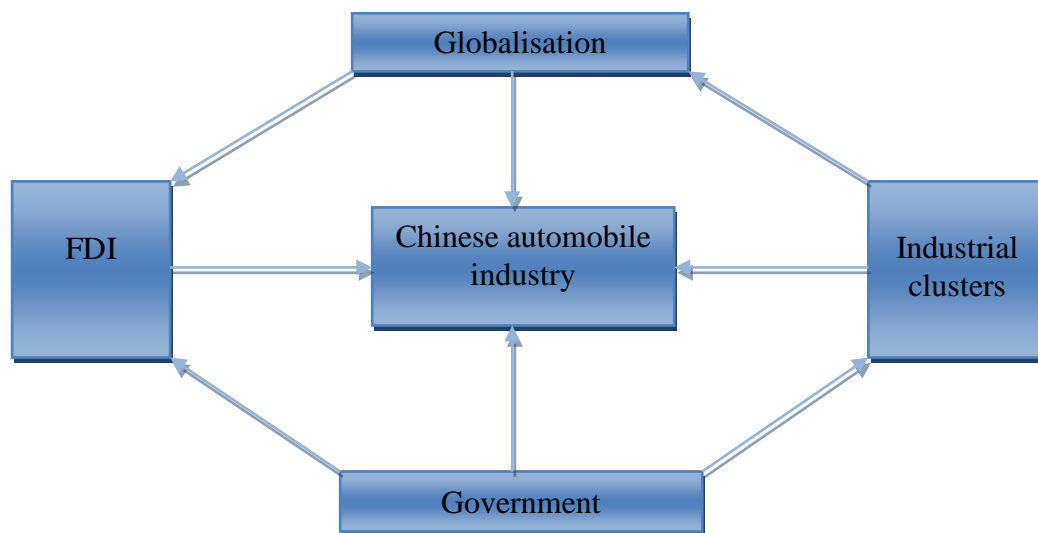 Globalisation
FDI
Chinese automobile
industry
Industrial
clusters
Government